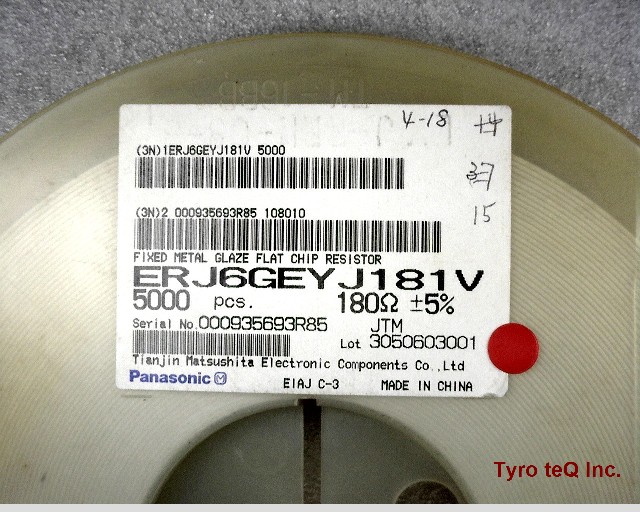 4-18
(3N)1ERJ6GEYJ181V 5000
37
(3N)2 000935693R85 108010
15
FIXED METAL GLAZE FLAT CHIP RESISTOR
ERJ6GEYJ181V
5000 pcs. 180Ω ±5%
Serial No.000935693R85 JTM
Lot 3050603001
Tianjin Matsushita Electronic Components Co.,Ltd
Panasonic M EIAJ C-3 MADE IN CHINA
Tyro teQ Inc.